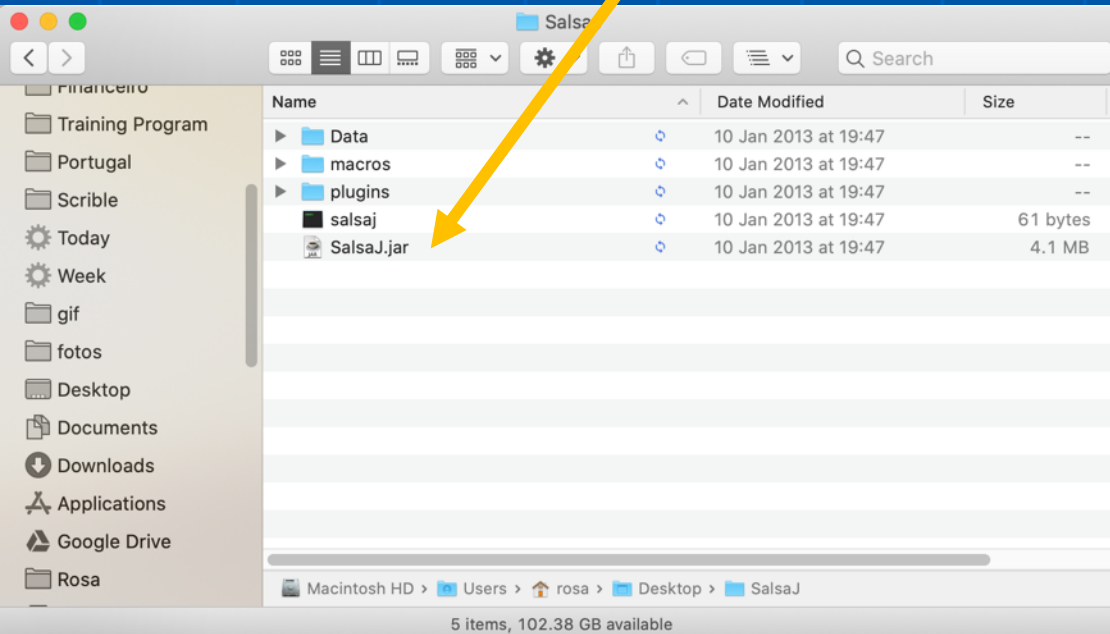 Salsa
Search
Financeiro
Training Program
Portugal
Scrible
Today
Week
gif
fotos
Desktop
Documents
Downloads
Applications
Google Drive
Rosa
Name Date Modified Size
Data 10 Jan 2013 at 19:47 --
macros 10 Jan 2013 at 19:47 --
plugins 10 Jan 2013 at 19:47 --
salsaj 10 Jan 2013 at 19:47 61 bytes
SalsaJ.jar 10 Jan 2013 at 19:47 4.1 MB
Macintosh HD › Users › rosa › Desktop › SalsaJ
5 items, 102.38 GB available